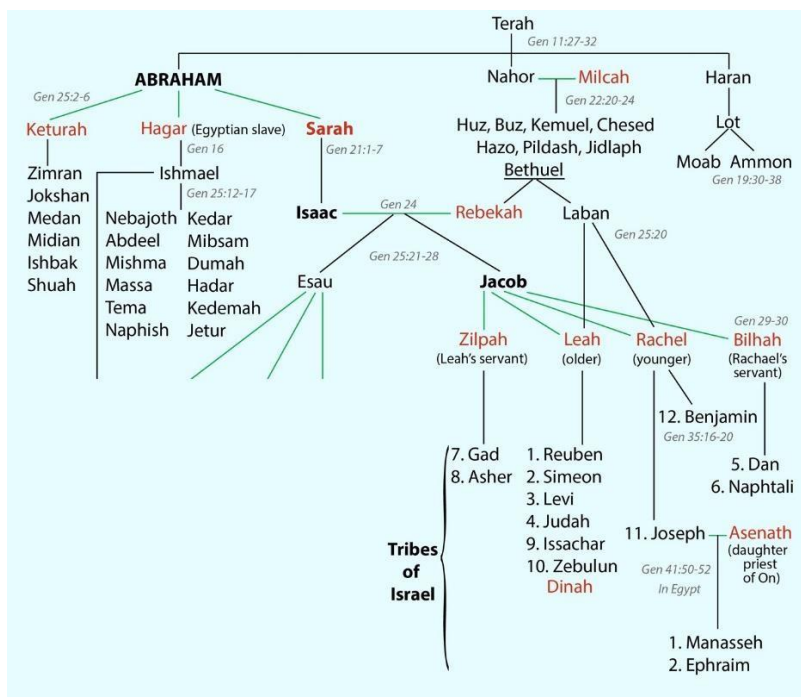 Terah
Gen 11:27-32
ABRAHAM
Nahor
Milcah
Haran
Gen 25:2-6
Gen 22:20-24
Keturah
Hagar (Egyptian slave)
Sarah
Huz, Buz, Kemuel, Chesed
Hazo, Pildash, Jidlaph
Bethuel
Lot
Gen 16
Gen 21:1-7
Moab Ammon
Gen 19:30-38
Zimran
Jokshan
Medan
Midian
Ishbak
Shuah
Ishmael
Gen 25:12-17
Nebajoth
Abdeel
Mishma
Massa
Tema
Naphish
Kedar
Mibsam
Dumah
Hadar
Kedemah
Jetur
Isaac
Gen 24
Rebekah
Laban
Gen 25:20
Gen 25:21-28
Esau
Jacob
Gen 29-30
Zilpah
(Leah's servant)
Leah
(older)
Rachel
(younger)
Bilhah
(Rachael's
servant)
12. Benjamin
Gen 35:16-20
7. Gad
8. Asher
1. Reuben
2. Simeon
3. Levi
4. Judah
9. Issachar
10. Zebulun
Dinah
5. Dan
6. Naphtali
Tribes
of
Israel
11. Joseph
Asenath
(daughter
priest
of On)
Gen 41:50-52
In Egypt
1. Manasseh
2. Ephraim